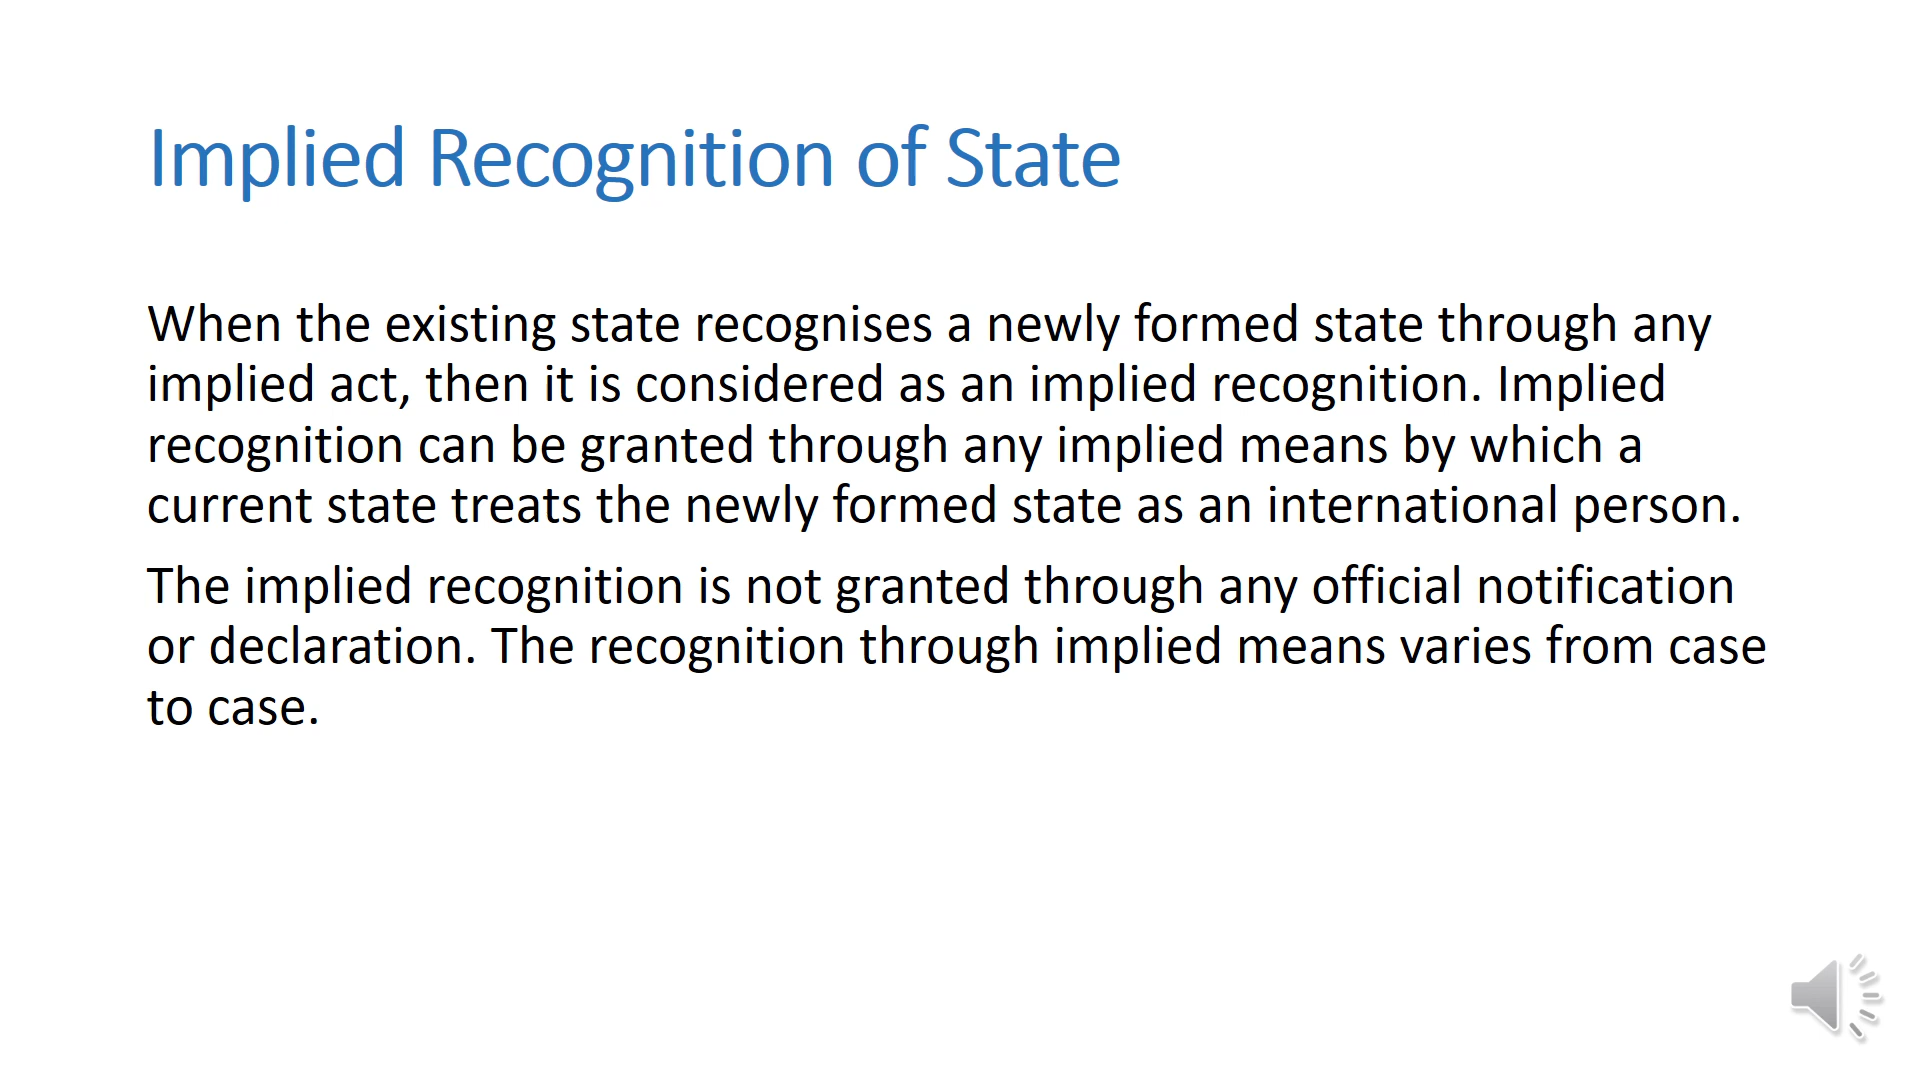 Implied Recognition of State
When the existing state recognises a newly formed state through any
implied act, then it is considered as an implied recognition. Implied
recognition can be granted through any implied means by which a
current state treats the newly formed state as an international person.
The implied recognition is not granted through any official notification
or declaration. The recognition through implied means varies from case
to case.